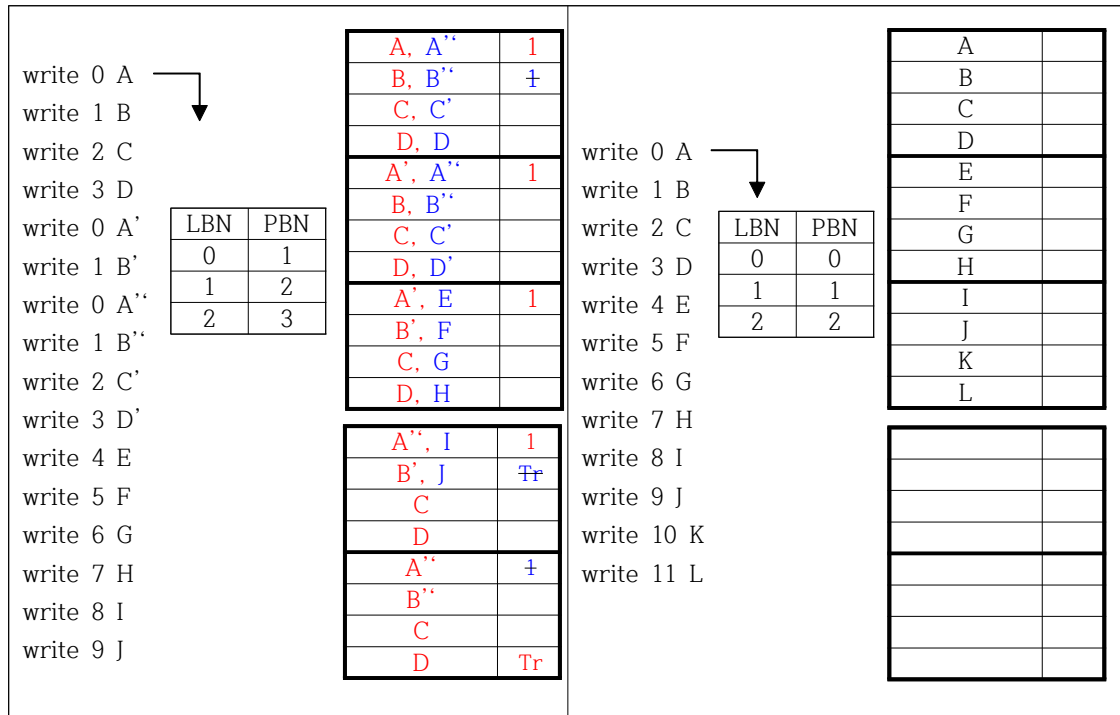 write 0 A
write 1 B
write 2 C
write 3 D
write 0 A'
write 1 B'
write 0 A''
write 1 B''
write 2 C'
write 3 D'
write 4 E
write 5 F
write 6 G
write 7 H
write 8 I
write 9 J
LBN PBN
0 1
1 2
2 3
A, A'' 1
B, B'' 1
C, C'
D, D
A', A'' 1
B, B''
C, C'
D, D'
A', E 1
B', F
C, G
D, H
A'', I 1
B', J Tr
C
D
A'' 1
B''
C
D Tr
write 0 A
write 1 B
write 2 C
write 3 D
write 4 E
write 5 F
write 6 G
write 7 H
write 8 I
write 9 J
write 10 K
write 11 L
LBN PBN
0 0
1 1
2 2
A
B
C
D
E
F
G
H
I
J
K
L